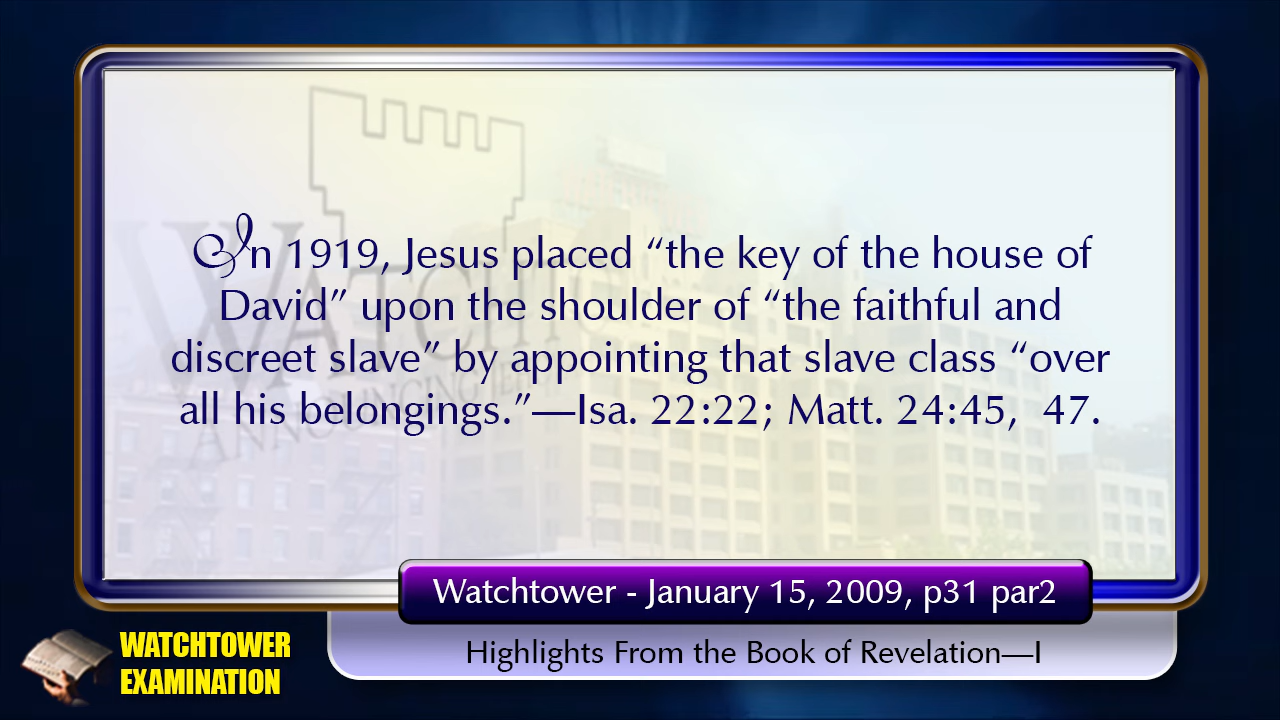 In 1919, Jesus placed “the key of the house of
David” upon the shoulder of “the faithful and
discreet slave” by appointing that slave class “over
all his belongings.”—Isa. 22:22; Matt. 24:45,  47.
Watchtower - January 15, 2009, p31 par2
Highlights From the Book of Revelation—I
WATCHTOWER
EXAMINATION